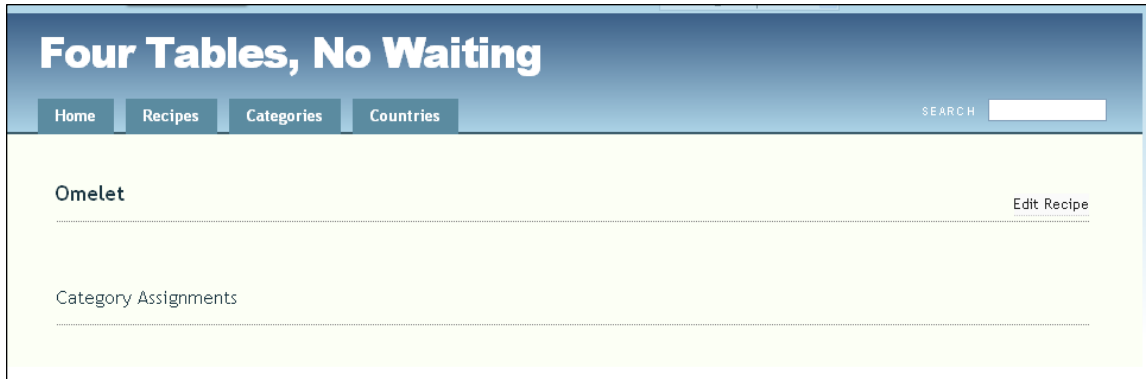 Four Tables, No Waiting
Home Recipes Categories Countries SEARCH
Omelet
Edit Recipe
Category Assignments